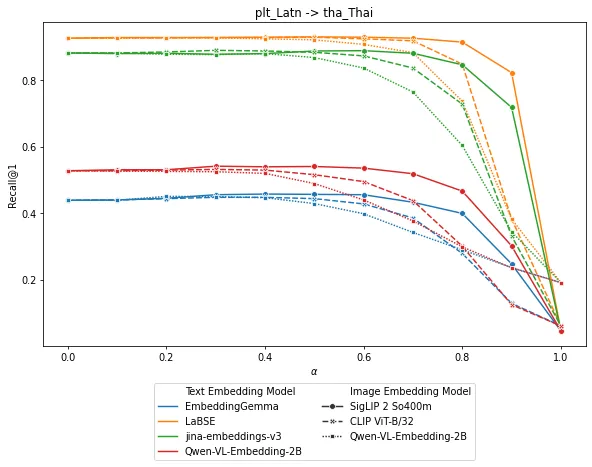 plt_Latn -> tha_Thai
Recall@1
0.8
0.6
0.4
0.2
0.0 0.2 0.4 0.6 0.8 1.0
α
Text Embedding Model
EmbeddingGemma
LaBSE
jina-embeddings-v3
Qwen-VL-Embedding-2B
Image Embedding Model
SigLIP 2 So400m
CLIP ViT-B/32
Qwen-VL-Embedding-2B